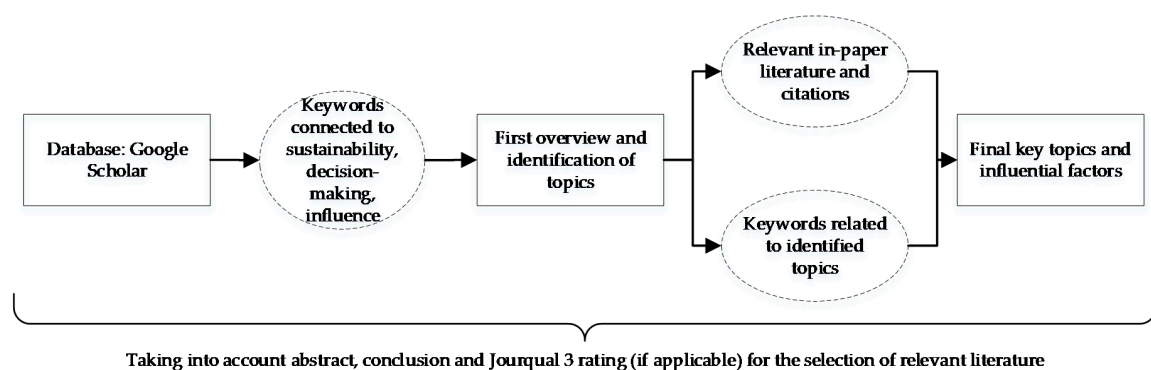 Database: Google
Scholar
Keywords
connected to
sustainability,
decision-
making,
influence
First overview and
identification of
topics
Relevant in-paper
literature and
citations
Keywords related
to identified
topics
Final key topics and
influential factors
Taking into account abstract, conclusion and Jourqual 3 rating (if applicable) for the selection of relevant literature